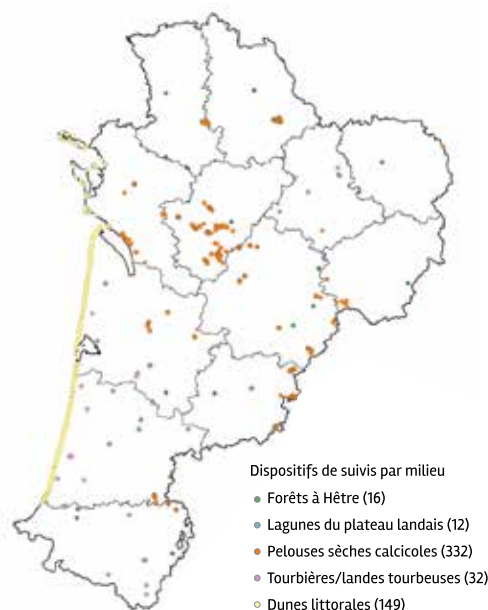 Dispositifs de suivis par milieu
Forêts à Hêtre (16)
Lagunes du plateau landais (12)
Pelouses sèches calcicoles (332)
Tourbières/landes tourbeuses (32)
Dunes littorales (149)